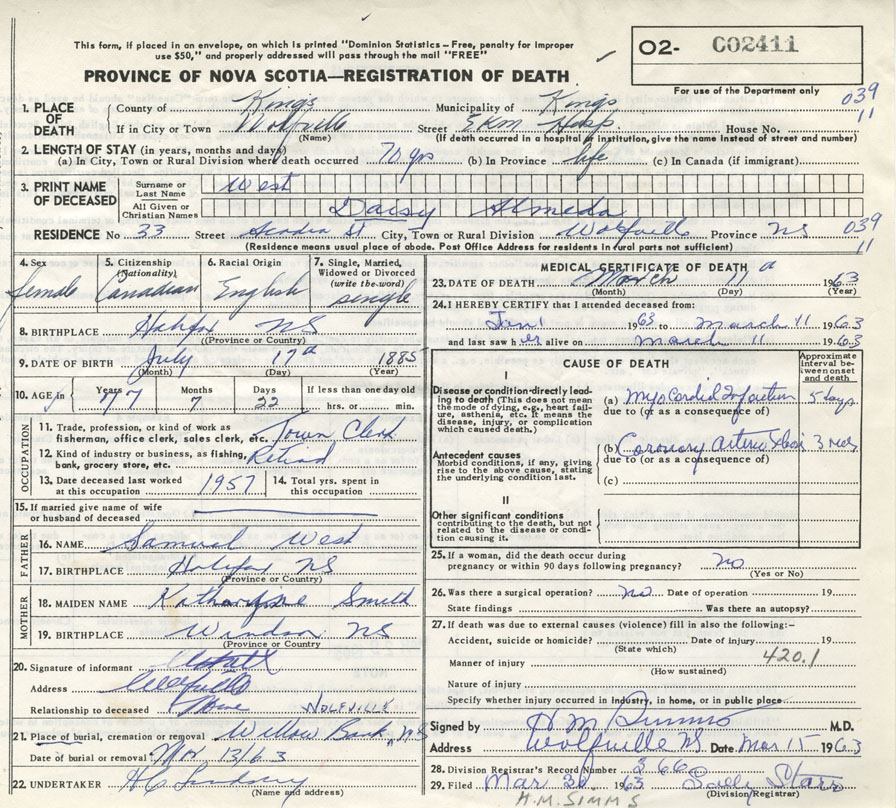 This form, if placed in an envelope, on which is printed "Dominion Statistics – Free, penalty for improper
use $50," and properly addressed will pass through the mail "FREE"
O2- C02411
For use of the Department only
PROVINCE OF NOVA SCOTIA—REGISTRATION OF DEATH
1. PLACE OF DEATH
County of Kings Municipality of Kings 039
If in City or Town Wolfville Street EKM Hosp House No. 11
(Name) (If death occurred in a hospital or institution, give the name instead of street and number)
2. LENGTH OF STAY (in years, months and days)
(a) In City, Town or Rural Division where death occurred 70 yrs (b) In Province life (c) In Canada (if immigrant)
3. PRINT NAME OF DECEASED
Surname or Last Name West
All Given or Christian Names Daisy Almeda
RESIDENCE No. 33 Street Acadia St City, Town or Rural Division Wolfville Province NS 039
(Residence means usual place of abode. Post Office Address for residents in rural parts not sufficient) 11
4. Sex female
5. Citizenship (Nationality) Canadian
6. Racial Origin English
7. Single, Married, Widowed or Divorced (write the word) single
8. BIRTHPLACE Halifax NS
(Province or Country)
9. DATE OF BIRTH July 17 1885
(Month) (Day) (Year)
10. AGE in Years 77 Months 7 Days 22 If less than one day old
hrs. or min.
OCCUPATION
11. Trade, profession, or kind of work as
fisherman, office clerk, sales clerk, etc. Town Clerk
12. Kind of industry or business, as fishing,
bank, grocery store, etc. Retired
13. Date deceased last worked
at this occupation 1957
14. Total yrs. spent in
this occupation
15. If married give name of wife
or husband of deceased
FATHER
16. NAME Samuel West
17. BIRTHPLACE Halifax NS
(Province or Country)
MOTHER
18. MAIDEN NAME Smith
19. BIRTHPLACE Windsor NS
(Province or Country)
20. Signature of informant
Address Wolfville
Relationship to deceased WOLFVILLE
21. Place of burial, cremation or removal Willow Bank, NS
Date of burial or removal Mar 13/63
22. UNDERTAKER
(Name and address)
MEDICAL CERTIFICATE OF DEATH
23. DATE OF DEATH March 11 1963
(Month) (Day) (Year)
24. I HEREBY CERTIFY that I attended deceased from:
Jan 1 1963 to March 11 1963
and last saw her alive on March 11 1963
CAUSE OF DEATH
Approximate interval between onset and death
I
Disease or condition directly leading to death (This does not mean the mode of dying, e.g., heart failure, asthenia, etc. It means the disease, injury, or complication which caused death.)
(a) Myocardial Infarction 5 days
due to (or as a consequence of)
Antecedent causes
Morbid conditions, if any, giving rise to the above cause, stating the underlying condition last.
(b) Coronary 3
due to (or as a consequence of)
(c)
II
Other significant conditions
contributing to the death, but not related to the disease or condition causing it.
25. If a woman, did the death occur during
pregnancy or within 90 days following pregnancy? no
(Yes or No)
26. Was there a surgical operation? no Date of operation 19
State findings Was there an autopsy?
27. If death was due to external causes (violence) fill in also the following:–
Accident, suicide or homicide? Date of injury 19
(State which) 420.1
Manner of injury
(How sustained)
Nature of injury
Specify whether injury occurred in Industry, in home, or in public place
Signed by H M Simms M.D.
Address Wolfville NS. Date Mar 15 1963
28. Division Registrar's Record Number 366
29. Filed Mar 1963
(Division Registrar)
H.M. SIMMS